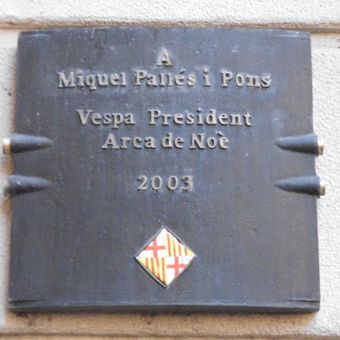 A
Miquel Pallés i Pons
Vespa President
Arca de Noè
2003